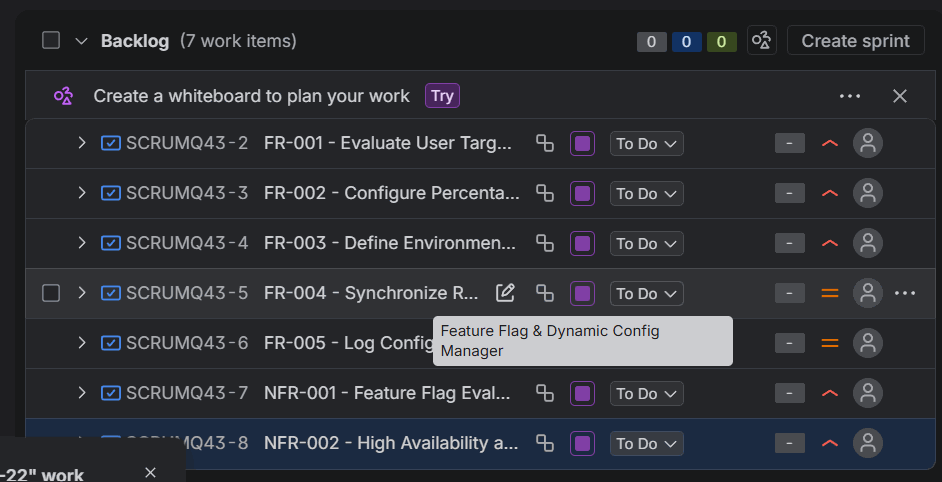 Backlog (7 work items) 0 0 0 Create sprint
Create a whiteboard to plan your work Try
SCRUMQ43-2 FR-001 - Evaluate User Targ... To Do -
SCRUMQ43-3 FR-002 - Configure Percenta... To Do -
SCRUMQ43-4 FR-003 - Define Environmen... To Do -
SCRUMQ43-5 FR-004 - Synchronize R... To Do -
Feature Flag & Dynamic Config
Manager
SCRUMQ43-6 FR-005 - Log Config -
SCRUMQ43-7 NFR-001 - Feature Flag Eval... To Do -
SCRUMQ43-8 NFR-002 - High Availability a... To Do -
-22" work